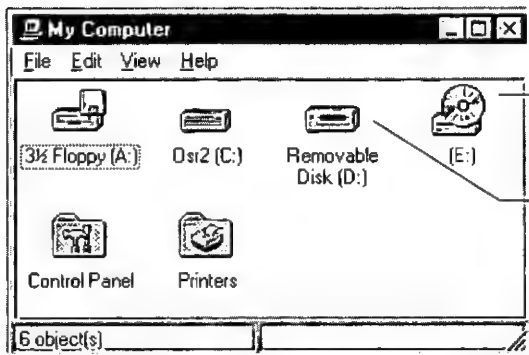 My Computer
File Edit View Help
3½ Floppy (A:) Osr2 (C:) Removable Disk (D:) (E:)
Control Panel Printers
6 object(s)